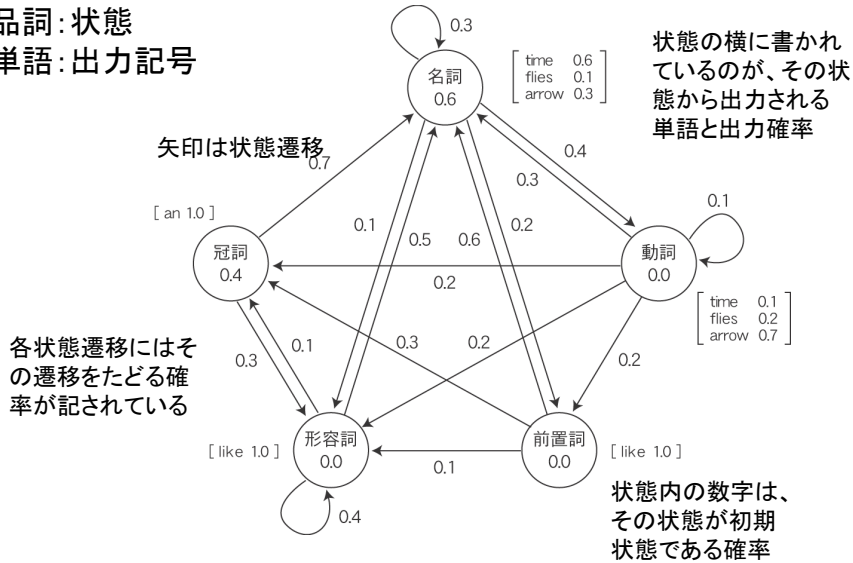 品詞：状態
単語：出力記号
0.3
名詞
0.6
time 0.6
flies 0.1
arrow 0.3
状態の横に書かれ
ているのが、その状
態から出力される
単語と出力確率
矢印は状態遷移
0.7
0.4
0.3
[ an 1.0 ]
0.1
0.5
0.6
0.2
0.1
冠詞
0.4
動詞
0.0
0.2
time 0.1
flies 0.2
arrow 0.7
各状態遷移にはそ
の遷移をたどる確
率が記されている
0.3
0.1
0.3
0.2
0.2
[ like 1.0 ]
形容詞
0.0
0.1
前置詞
0.0
[ like 1.0 ]
0.4
状態内の数字は、
その状態が初期
状態である確率